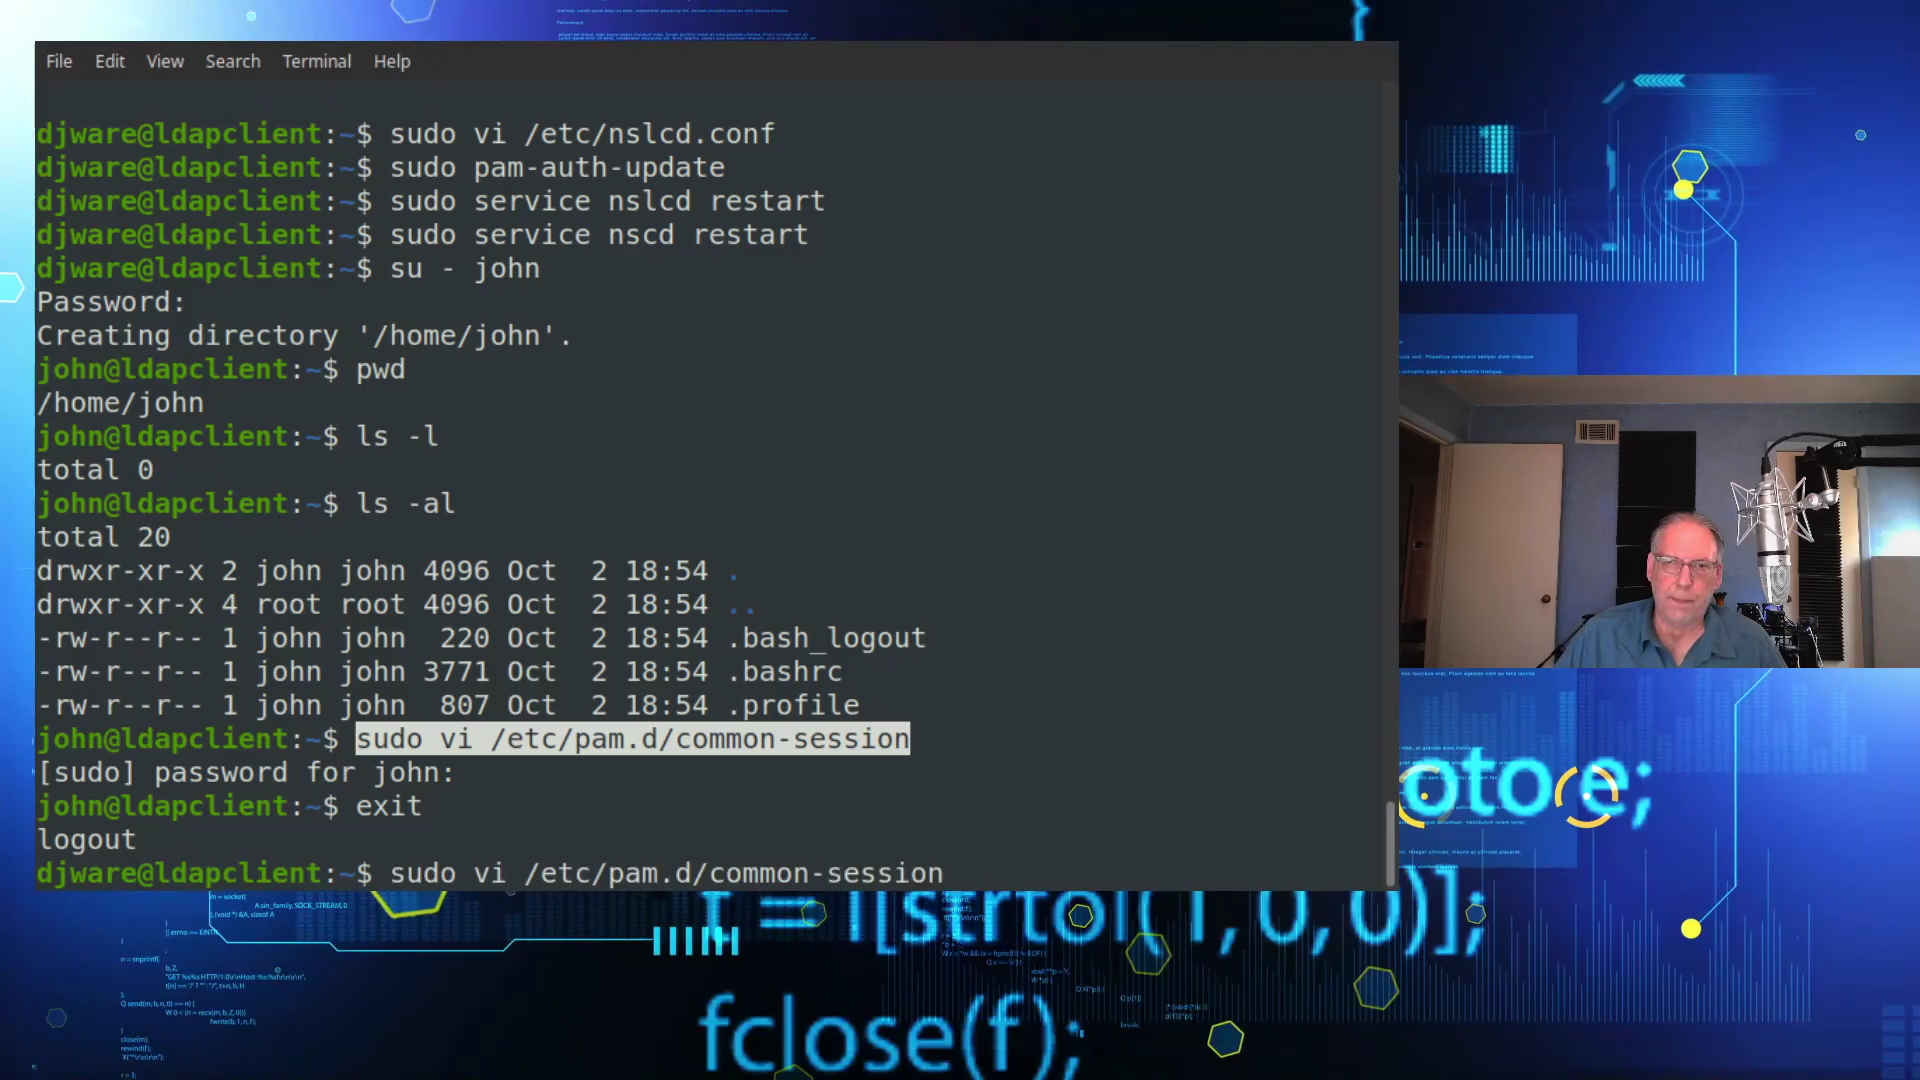 File Edit View Search Terminal Help
djware@ldapclient:~$ sudo vi /etc/nslcd.conf
djware@ldapclient:~$ sudo pam-auth-update
djware@ldapclient:~$ sudo service nslcd restart
djware@ldapclient:~$ sudo service nscd restart
djware@ldapclient:~$ su - john
Password:
Creating directory '/home/john'.
john@ldapclient:~$ pwd
/home/john
john@ldapclient:~$ ls -l
total 0
john@ldapclient:~$ ls -al
total 20
drwxr-xr-x 2 john john 4096 Oct  2 18:54 .
drwxr-xr-x 4 root root 4096 Oct  2 18:54 ..
-rw-r--r-- 1 john john  220 Oct  2 18:54 .bash_logout
-rw-r--r-- 1 john john 3771 Oct  2 18:54 .bashrc
-rw-r--r-- 1 john john  807 Oct  2 18:54 .profile
john@ldapclient:~$ sudo vi /etc/pam.d/common-session
[sudo] password for john:
john@ldapclient:~$ exit
logout
djware@ldapclient:~$ sudo vi /etc/pam.d/common-session
oto e;
= [strtol(1,0,0)];
fclose(f);